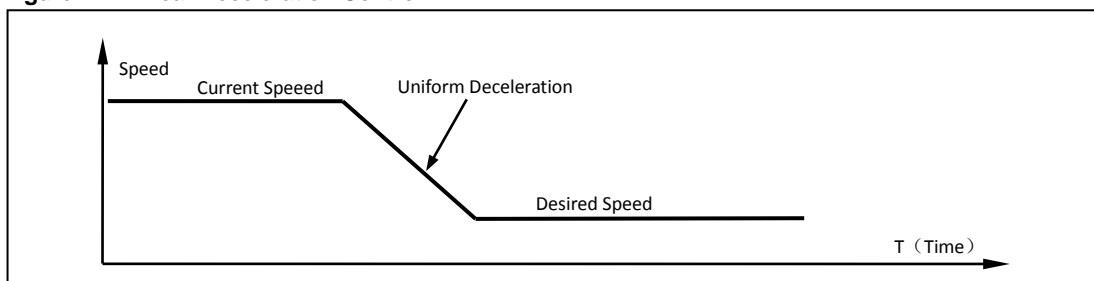 Speed
Current Speeed
Uniform Deceleration
Desired Speed
T（Time）